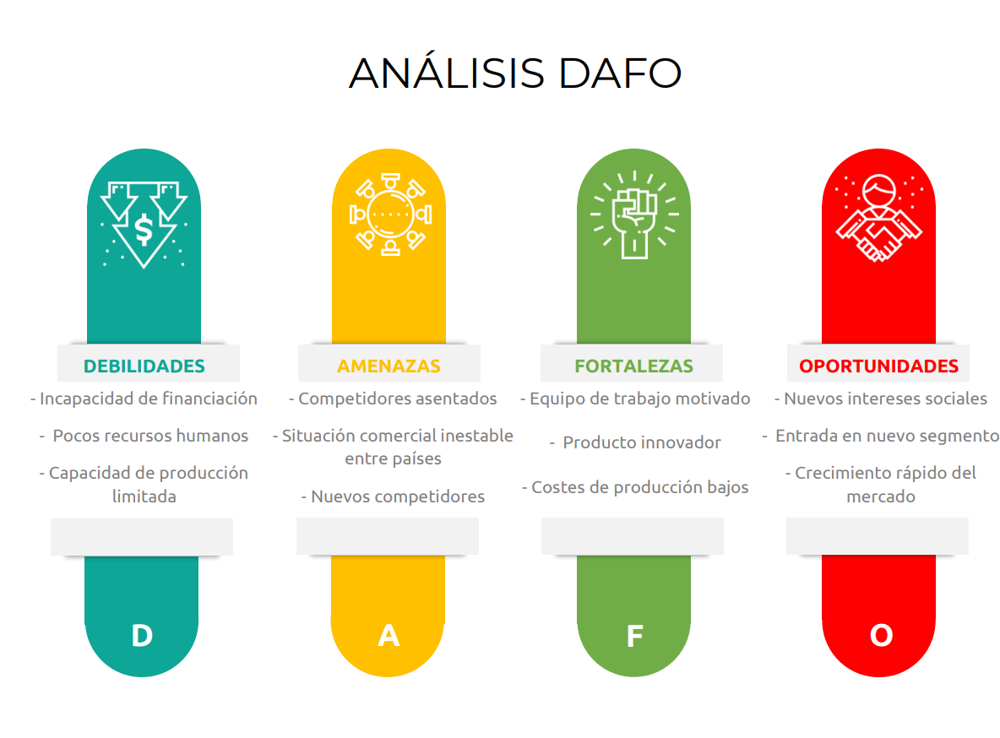 ANÁLISIS DAFO
$
DEBILIDADES
- Incapacidad de financiación
- Pocos recursos humanos
- Capacidad de producción
limitada
D
AMENAZAS
- Competidores asentados
- Situación comercial inestable
entre países
- Nuevos competidores
A
FORTALEZAS
- Equipo de trabajo motivado
- Producto innovador
- Costes de producción bajos
F
OPORTUNIDADES
- Nuevos intereses sociales
- Entrada en nuevo segmento
- Crecimiento rápido del
mercado
O